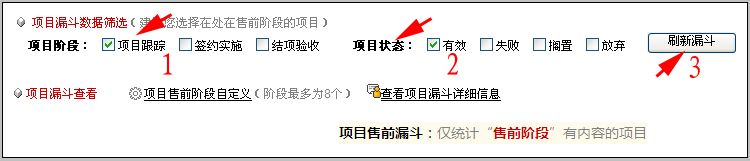 项目漏斗数据筛选（建议您选择在处在售前阶段的项目）
项目阶段： 项目跟踪 签约实施 结项验收 项目状态： 有效 失败 搁置 放弃 刷新漏斗
1 2 3
项目漏斗查看 项目售前阶段自定义（阶段最多为8个） 查看项目漏斗详细信息
项目售前漏斗：仅统计“售前阶段”有内容的项目